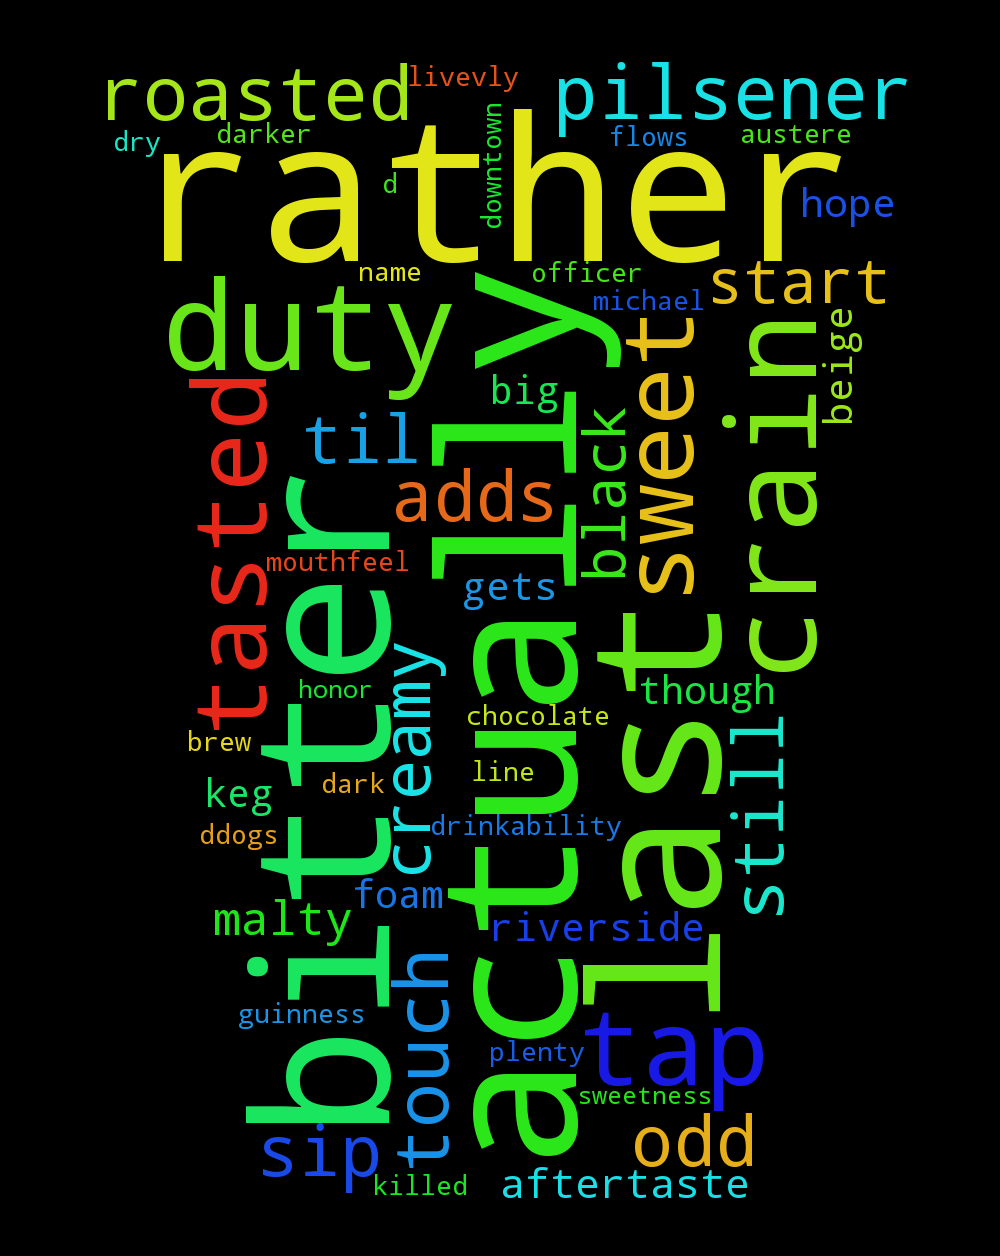 roasted
livevly
pilsener
dry
darker
downtown
flows
austere
rather
d
hope
name
officer
start
duty
michael
actually
sweet
crain
beige
tasted
big
til
black
adds
bitter
mouthfeel
gets
last
honor
creamy
though
chocolate
still
brew
line
keg
dark
ddogs
drinkability
foam
malty
riverside
touch
guinness
tap
plenty
sweetness
sip
odd
killed
aftertaste